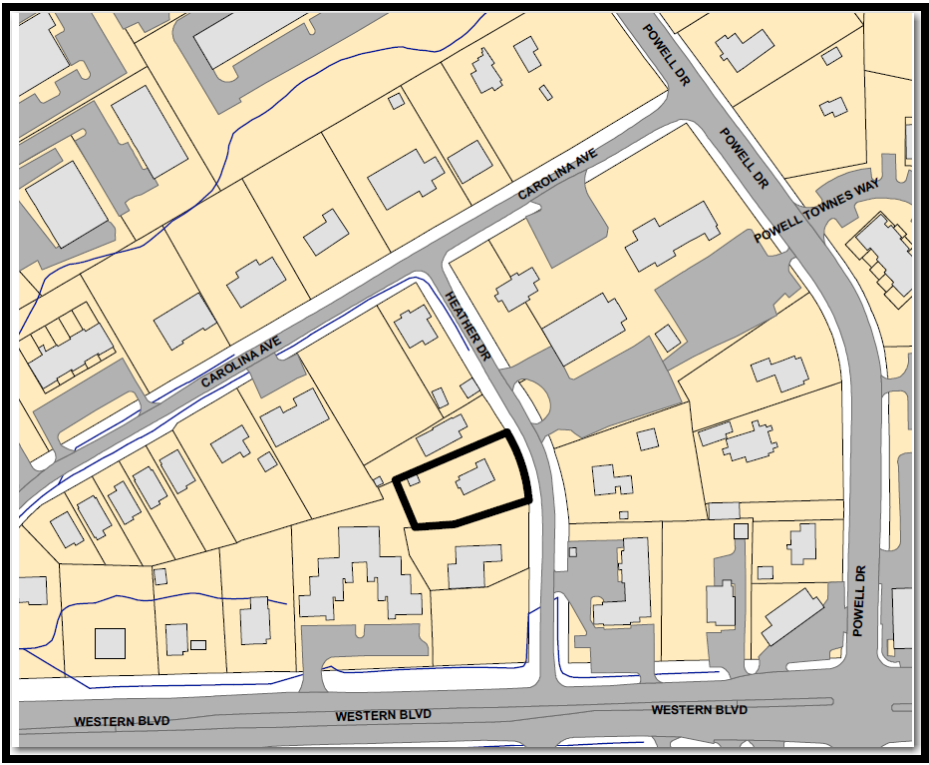 POWELL DR
POWELL DR
CAROLINA AVE
POWELL TOWNES WAY
HEATHER DR
CAROLINA AVE
POWELL DR
WESTERN BLVD
WESTERN BLVD
WESTERN BLVD